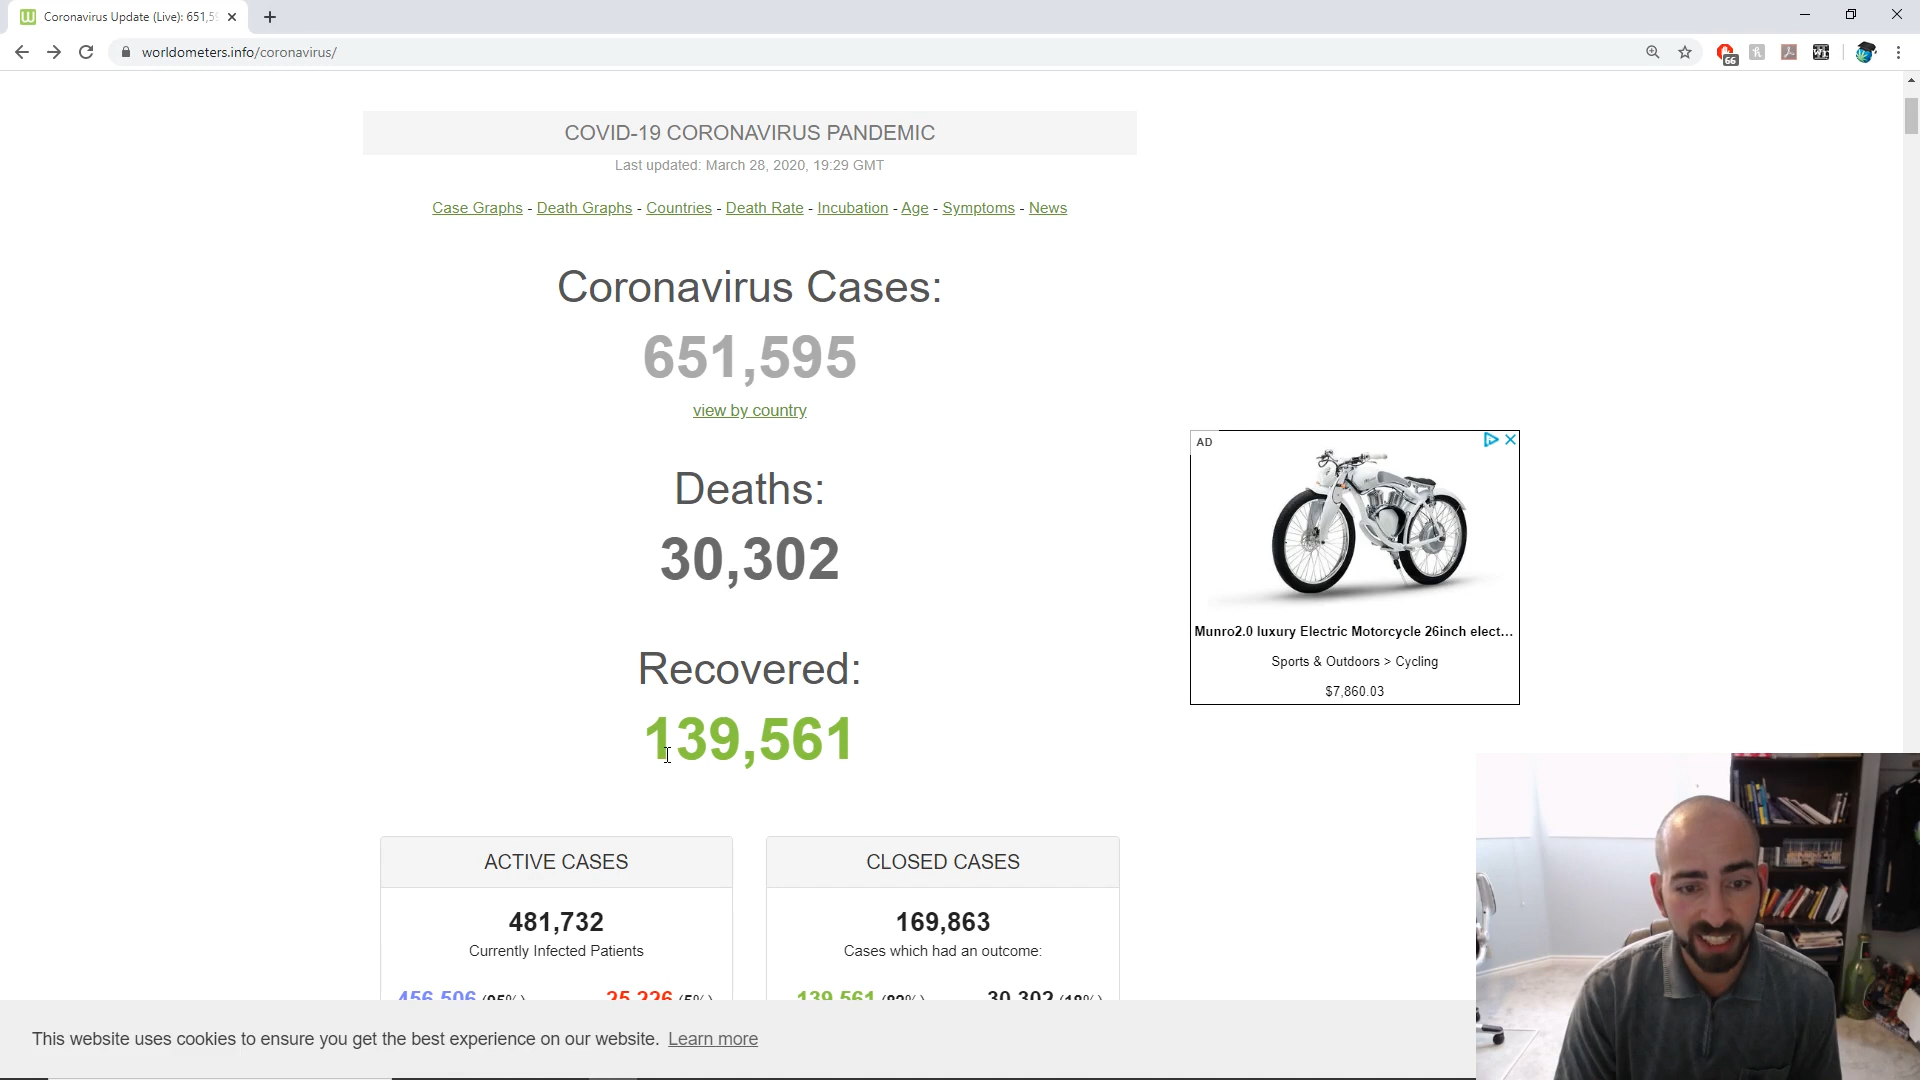 Coronavirus Update (Live): 651,5
worldometers.info/coronavirus/
66
COVID-19 CORONAVIRUS PANDEMIC
Last updated: March 28, 2020, 19:29 GMT
Case Graphs - Death Graphs - Countries - Death Rate - Incubation - Age - Symptoms - News
Coronavirus Cases:
651,595
view by country
Deaths:
30,302
Recovered:
139,561
AD
Munro2.0 luxury Electric Motorcycle 26inch elect...
Sports & Outdoors > Cycling
$7,860.03
ACTIVE CASES
481,732
Currently Infected Patients
456,506 (95%)
25,226 (5%)
CLOSED CASES
169,863
Cases which had an outcome:
139,561 (82%)
30,302 (18%)
This website uses cookies to ensure you get the best experience on our website. Learn more